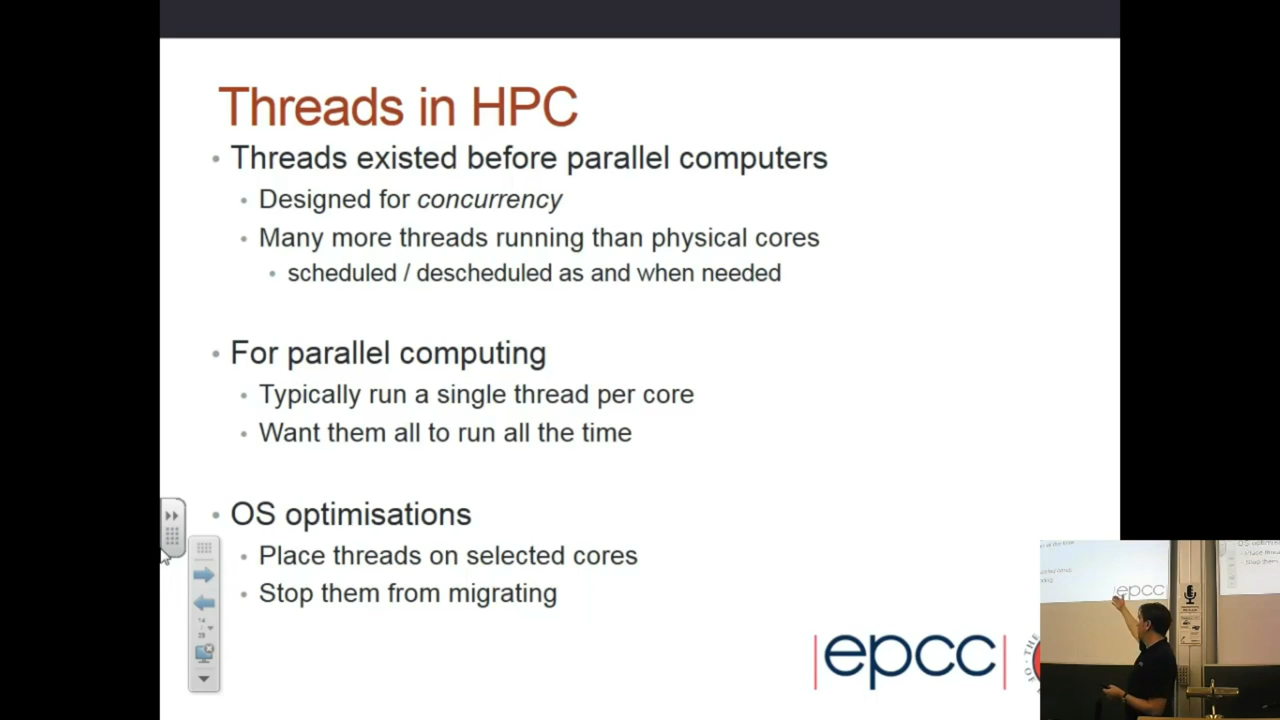 Threads in HPC
• Threads existed before parallel computers
• Designed for concurrency
• Many more threads running than physical cores
• scheduled / descheduled as and when needed
• For parallel computing
• Typically run a single thread per core
• Want them all to run all the time
• OS optimisations
• Place threads on selected cores
• Stop them from migrating
|epcc|
epcc